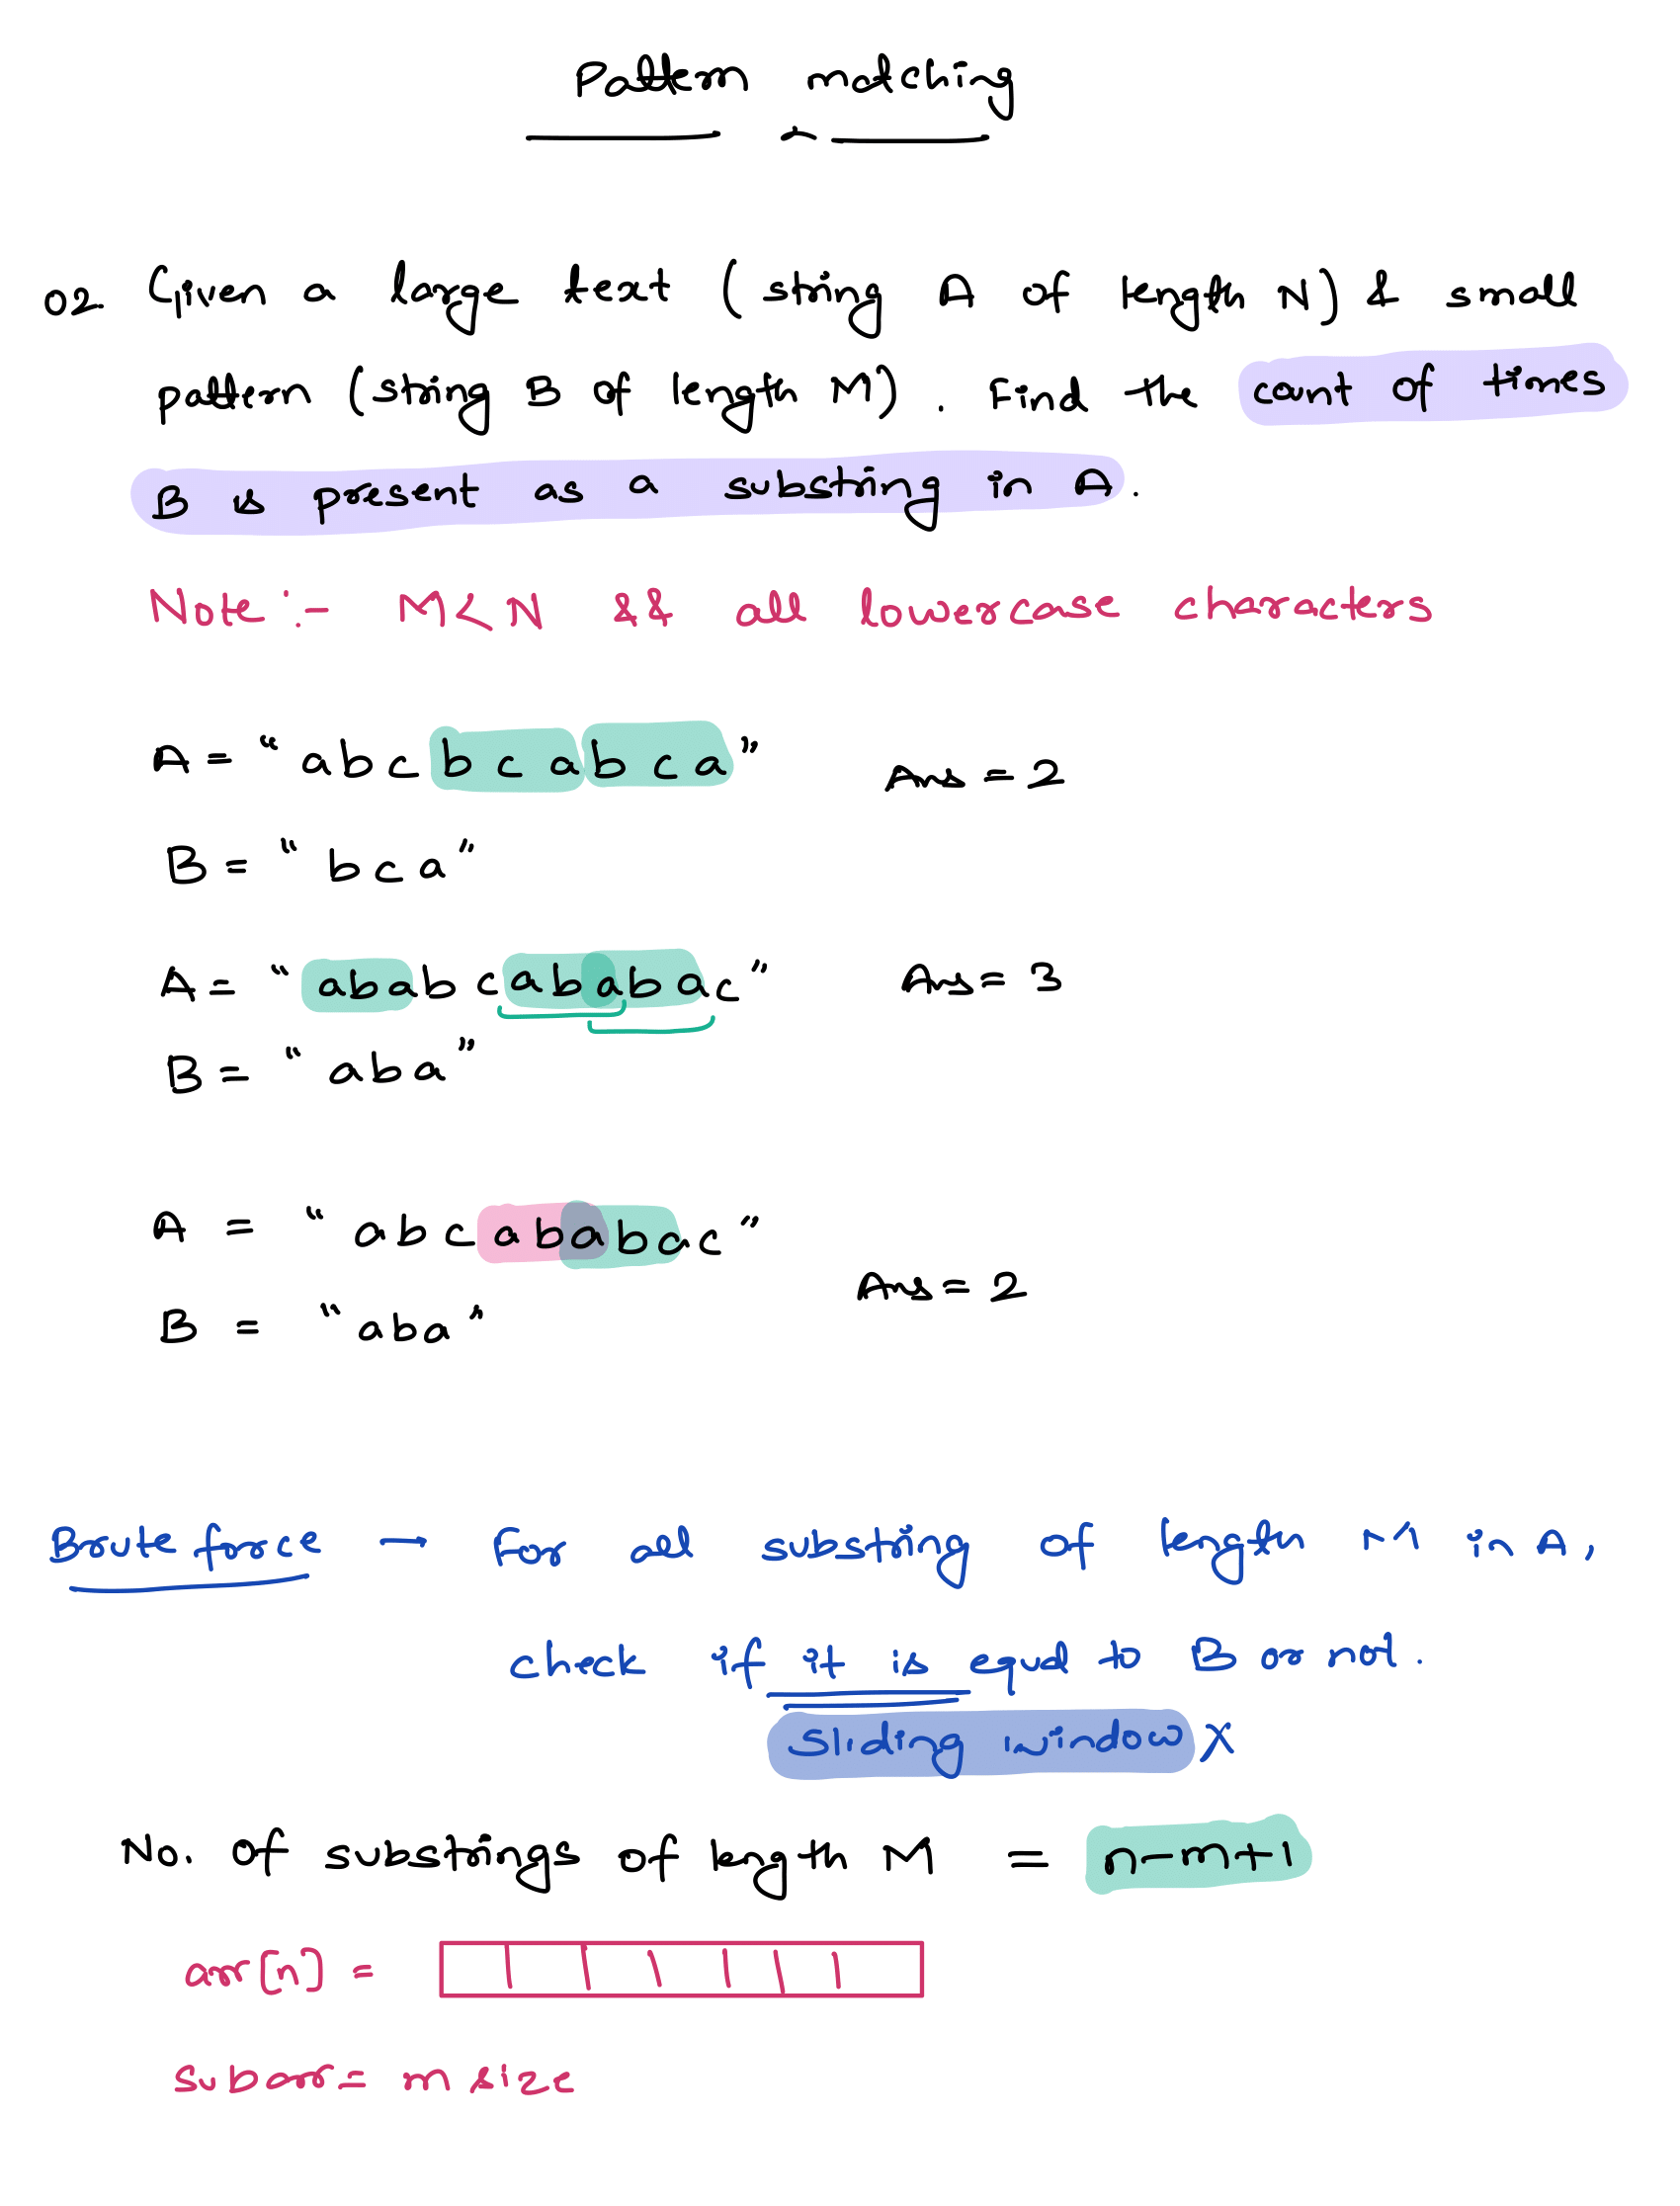 Pattern matching
02. Given a large text (string A of length N) & small
pattern (string B of length M). Find the count of times
B is present as a substring in A.
Note :- M<N && all lowercase characters
A = "abcbcabca" Ans = 2
B = "bca"
A = "ababcababac" Ans = 3
B = "aba"
A = "abcababac"
Ans = 2
B = "aba"
Brute force - For all substring of length M in A,
check if it is equal to B or not.
Sliding window X
No. of substrings of length M = n-m+1
arr[n] =
subarr = m size